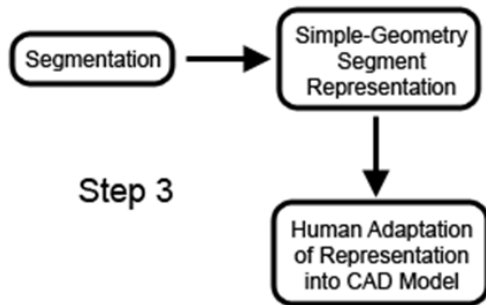 Segmentation
Simple-Geometry
Segment
Representation
Step 3
Human Adaptation
of Representation
into CAD Model